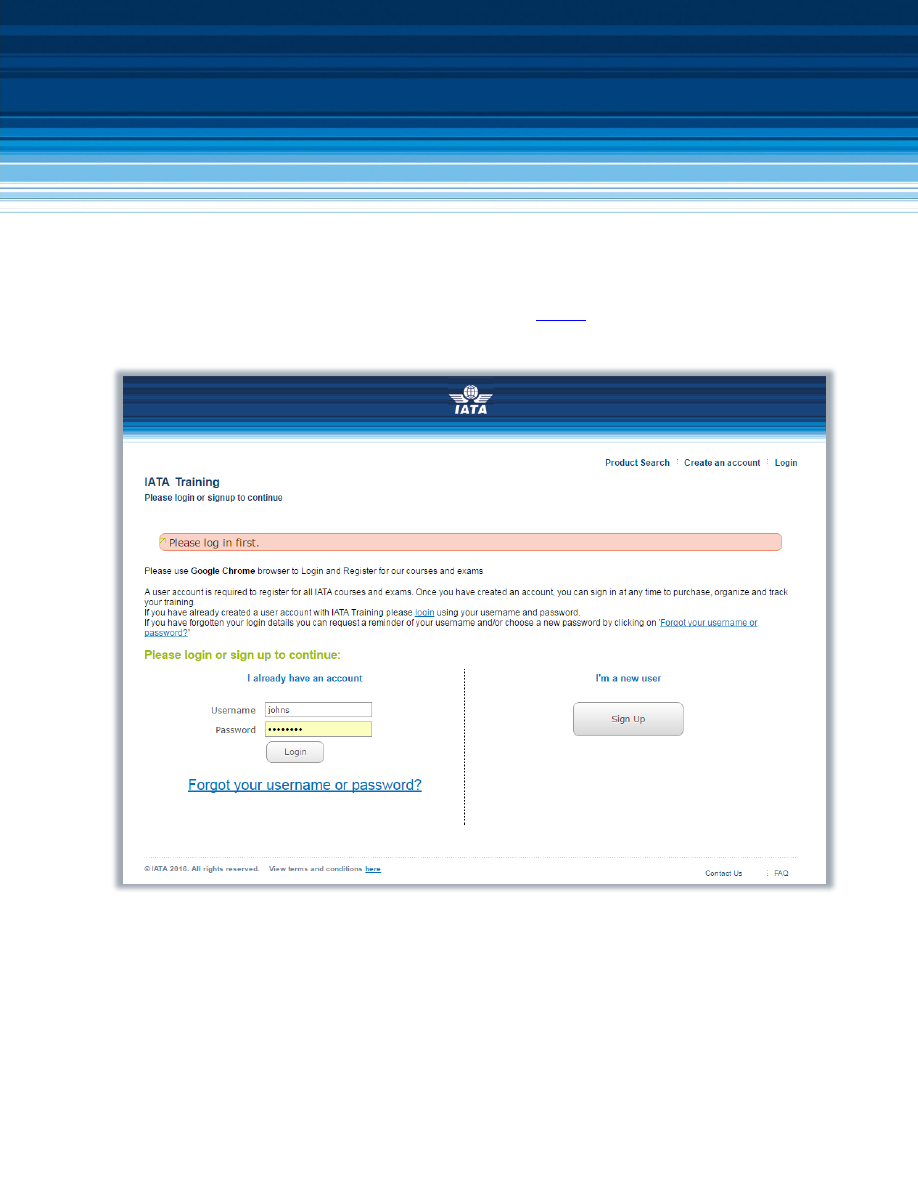 IATA
Product Search Create an account Login
IATA Training
Please login or signup to continue
Please log in first.
Please use Google Chrome browser to Login and Register for our courses and exams
A user account is required to register for all IATA courses and exams. Once you have created an account, you can sign in at any time to purchase, organize and track
your training.
If you have already created a user account with IATA Training please login using your username and password.
If you have forgotten your login details you can request a reminder of your username and/or choose a new password by clicking on 'Forgot your username or
password?'
Please login or sign up to continue:
I already have an account
I'm a new user
Username johns
Sign Up
Password ••••••••
Login
Forgot your username or password?
© IATA 2016. All rights reserved. View terms and conditions here
Contact Us FAQ